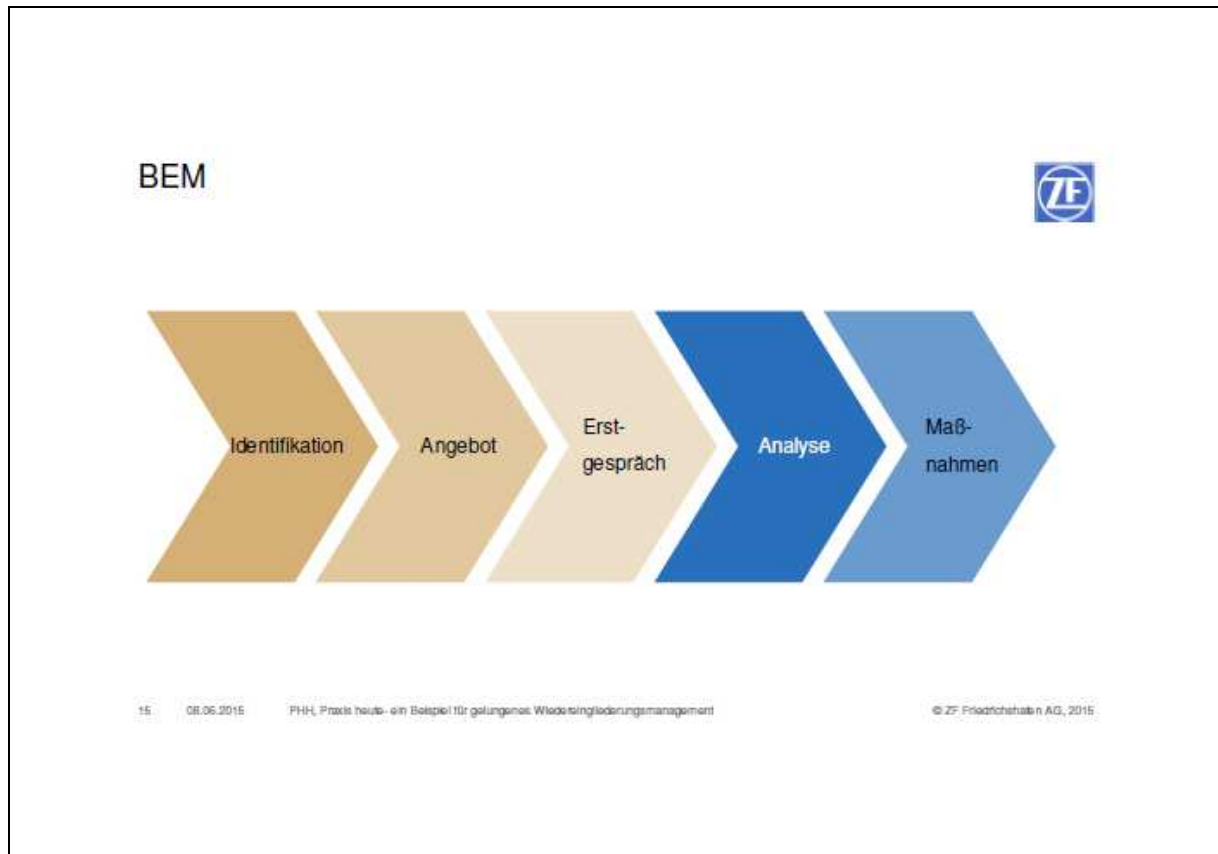 BEM
ZF
Identifikation
Angebot
Erst-
gespräch
Analyse
Maß-
nahmen
15 08.06.2015 PHH, Praxis heute- ein Beispiel für gelungenes Wiedereingliederungsmanagement © ZF Friedrichshafen AG, 2015